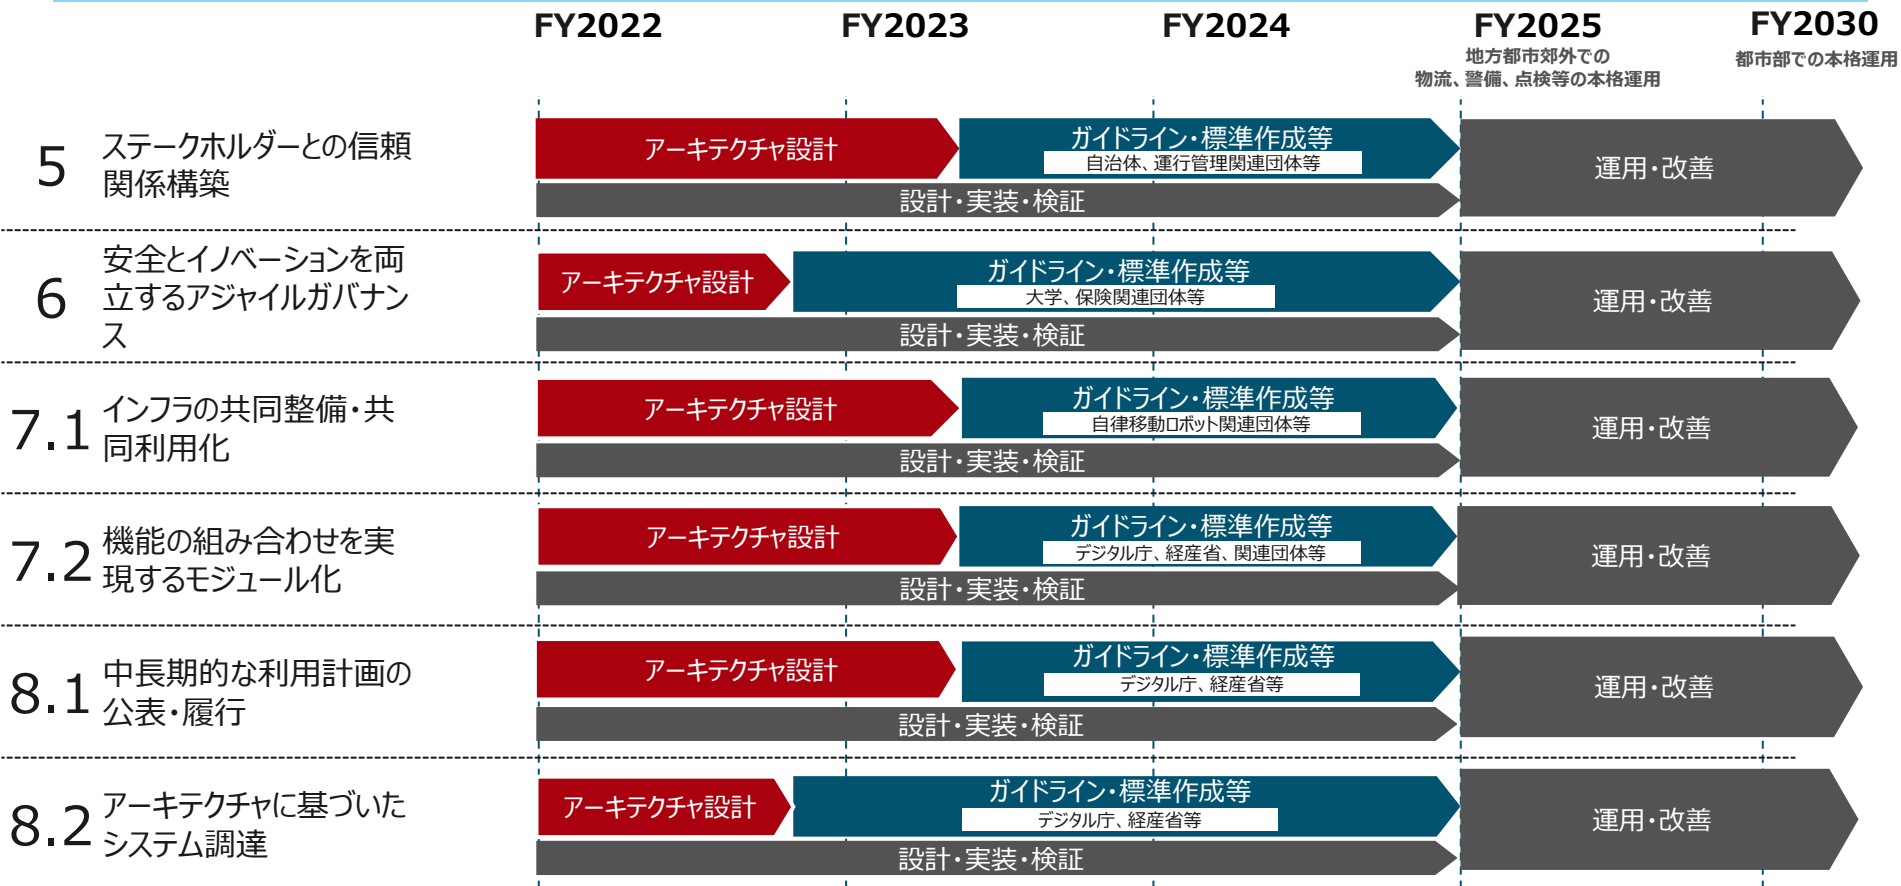 FY2022
FY2023
FY2024
FY2025
FY2030
地方都市郊外での
物流、警備、点検等の本格運用
都市部での本格運用
5
ステークホルダーとの信頼
関係構築
アーキテクチャ設計
ガイドライン・標準作成等
自治体、運行管理関連団体等
設計・実装・検証
運用・改善
6
安全とイノベーションを両
立するアジャイルガバナン
ス
アーキテクチャ設計
ガイドライン・標準作成等
大学、保険関連団体等
設計・実装・検証
運用・改善
7.1
インフラの共同整備・共
同利用化
アーキテクチャ設計
ガイドライン・標準作成等
自律移動ロボット関連団体等
設計・実装・検証
運用・改善
7.2
機能の組み合わせを実
現するモジュール化
アーキテクチャ設計
ガイドライン・標準作成等
デジタル庁、経産省、関連団体等
設計・実装・検証
運用・改善
8.1
中長期的な利用計画の
公表・履行
アーキテクチャ設計
ガイドライン・標準作成等
デジタル庁、経産省等
設計・実装・検証
運用・改善
8.2
アーキテクチャに基づいた
システム調達
アーキテクチャ設計
ガイドライン・標準作成等
デジタル庁、経産省等
設計・実装・検証
運用・改善